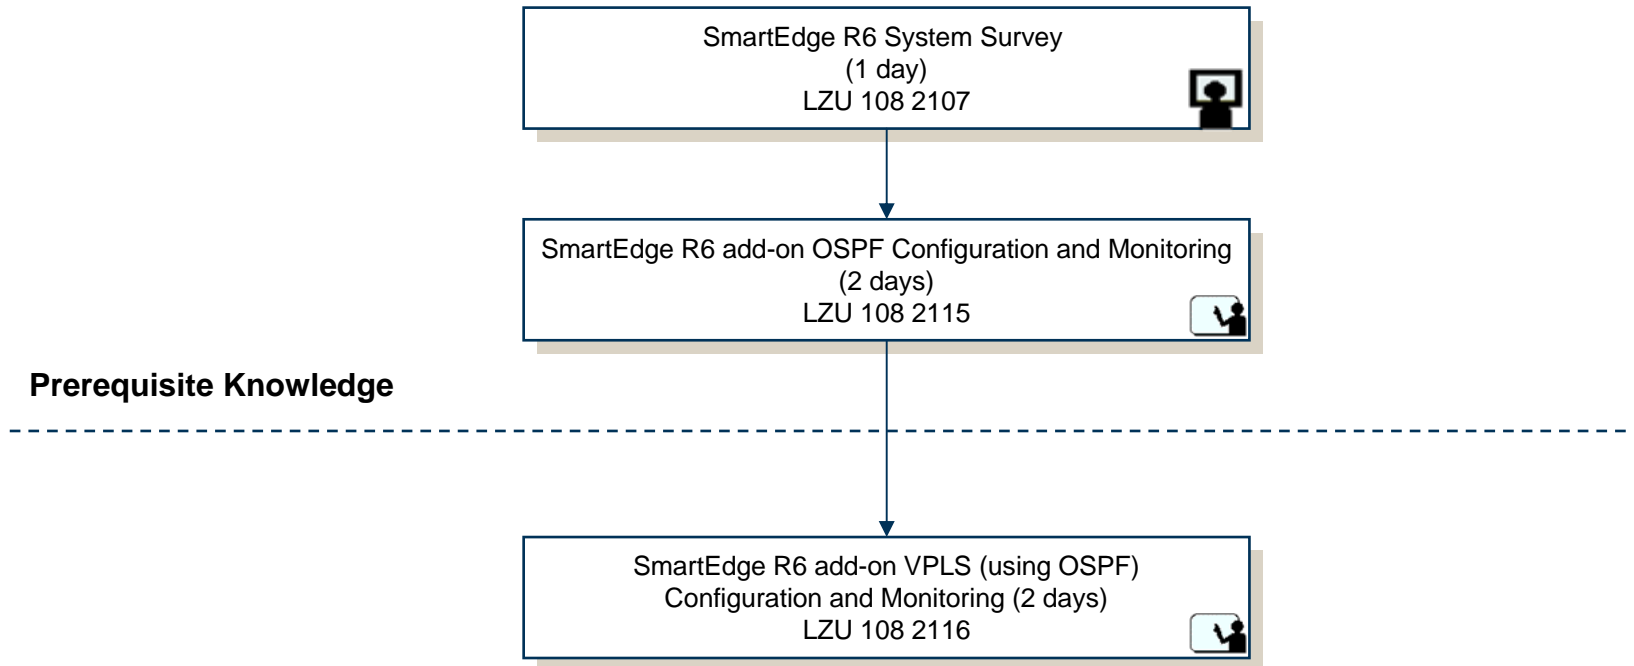 SmartEdge R6 System Survey
(1 day)
LZU 108 2107
SmartEdge R6 add-on OSPF Configuration and Monitoring
(2 days)
LZU 108 2115
Prerequisite Knowledge
SmartEdge R6 add-on VPLS (using OSPF)
Configuration and Monitoring (2 days)
LZU 108 2116